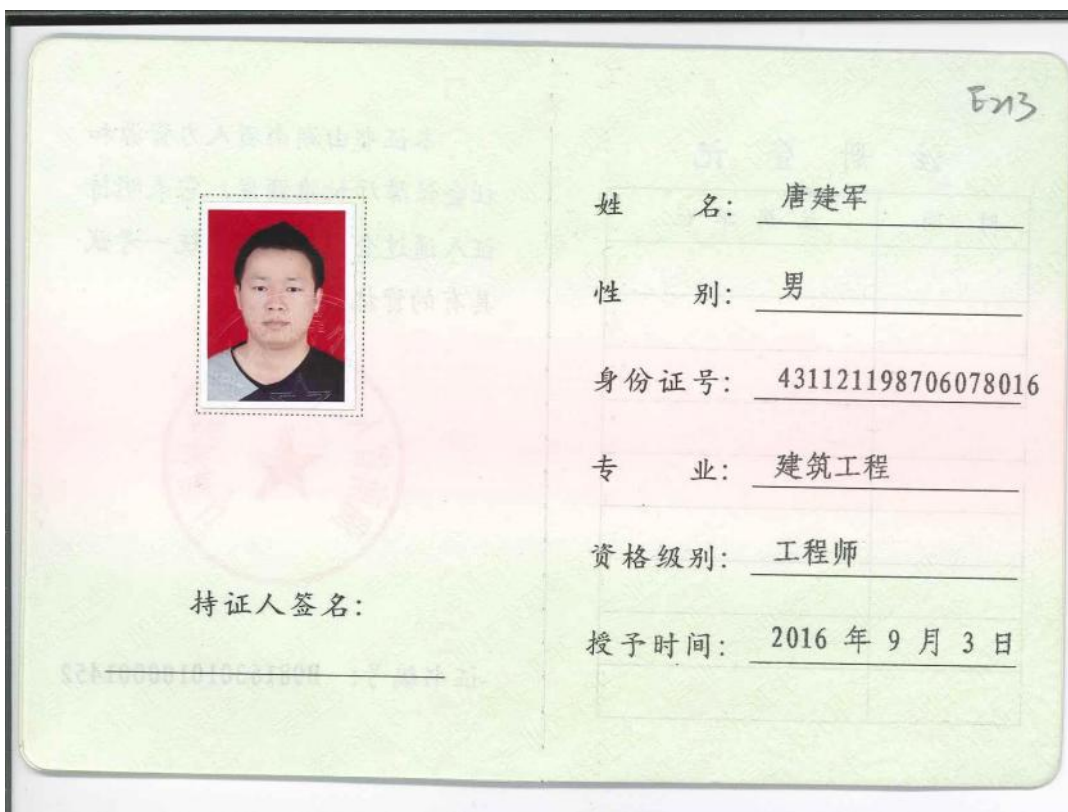 E213
姓 名: 唐建军
性 别: 男
身份证号: 431121198706078016
专 业: 建筑工程
资格级别: 工程师
授予时间: 2016 年 9 月 3 日
持证人签名: